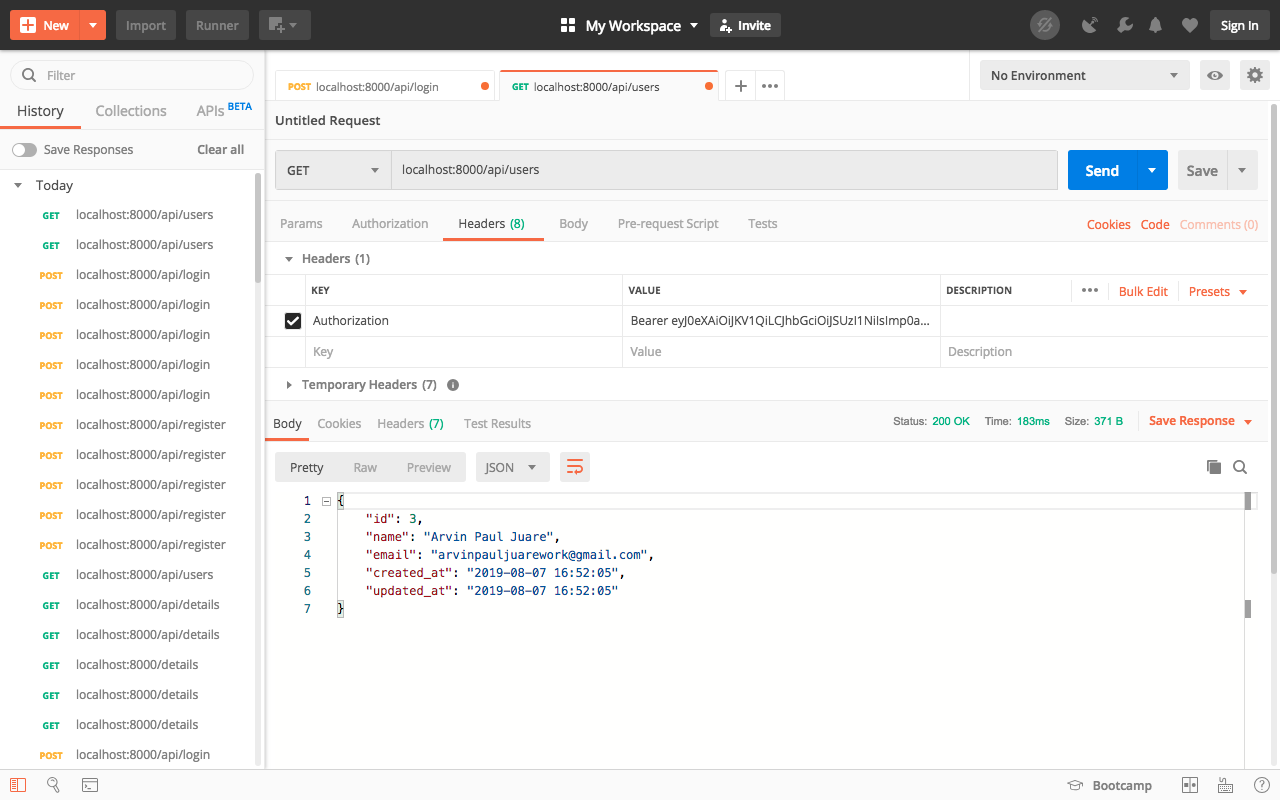 New Import Runner My Workspace Invite Sign In
Filter
History Collections APIs BETA
Save Responses Clear all
Today
GET localhost:8000/api/users
GET localhost:8000/api/users
POST localhost:8000/api/login
POST localhost:8000/api/login
POST localhost:8000/api/login
POST localhost:8000/api/login
POST localhost:8000/api/login
POST localhost:8000/api/register
POST localhost:8000/api/register
POST localhost:8000/api/register
POST localhost:8000/api/register
POST localhost:8000/api/register
GET localhost:8000/api/users
GET localhost:8000/api/details
GET localhost:8000/api/details
GET localhost:8000/details
GET localhost:8000/details
GET localhost:8000/details
POST localhost:8000/api/login
POST localhost:8000/api/login GET localhost:8000/api/users No Environment
Untitled Request
GET localhost:8000/api/users Send Save
Params Authorization Headers (8) Body Pre-request Script Tests Cookies Code Comments (0)
Headers (1)
KEY VALUE DESCRIPTION Bulk Edit Presets
Authorization Bearer eyJ0eXAiOiJKV1QiLCJhbGciOiJSUzI1NiIsImp0a...
Key Value Description
Temporary Headers (7)
Body Cookies Headers (7) Test Results Status: 200 OK Time: 183ms Size: 371 B Save Response
Pretty Raw Preview JSON
1 {
2 "id": 3,
3 "name": "Arvin Paul Juare",
4 "email": "arvinpauljuarework@gmail.com",
5 "created_at": "2019-08-07 16:52:05",
6 "updated_at": "2019-08-07 16:52:05"
7 }
Bootcamp